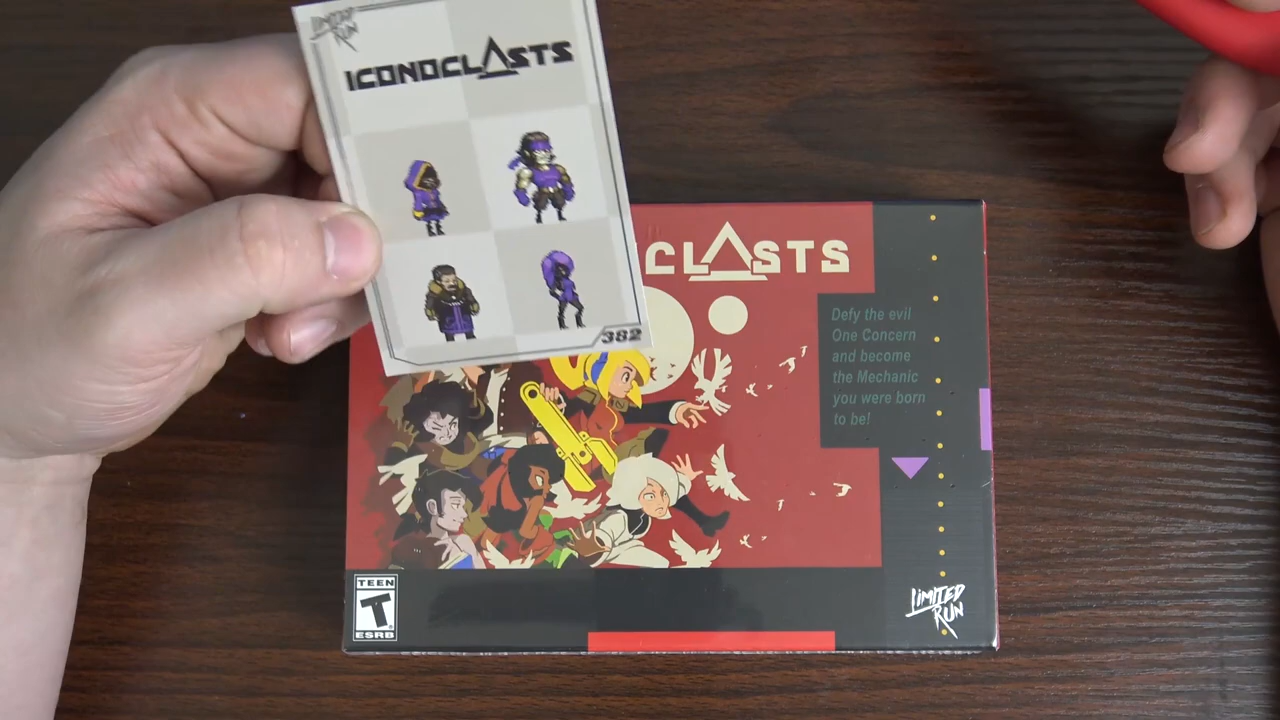 LIMITED
RUN
ICONOCLASTS
382
CLASTS
Defy the evil
One Concern
and become
the Mechanic
you were born
to be!
TEEN
T
ESRB
LIMITED
RUN